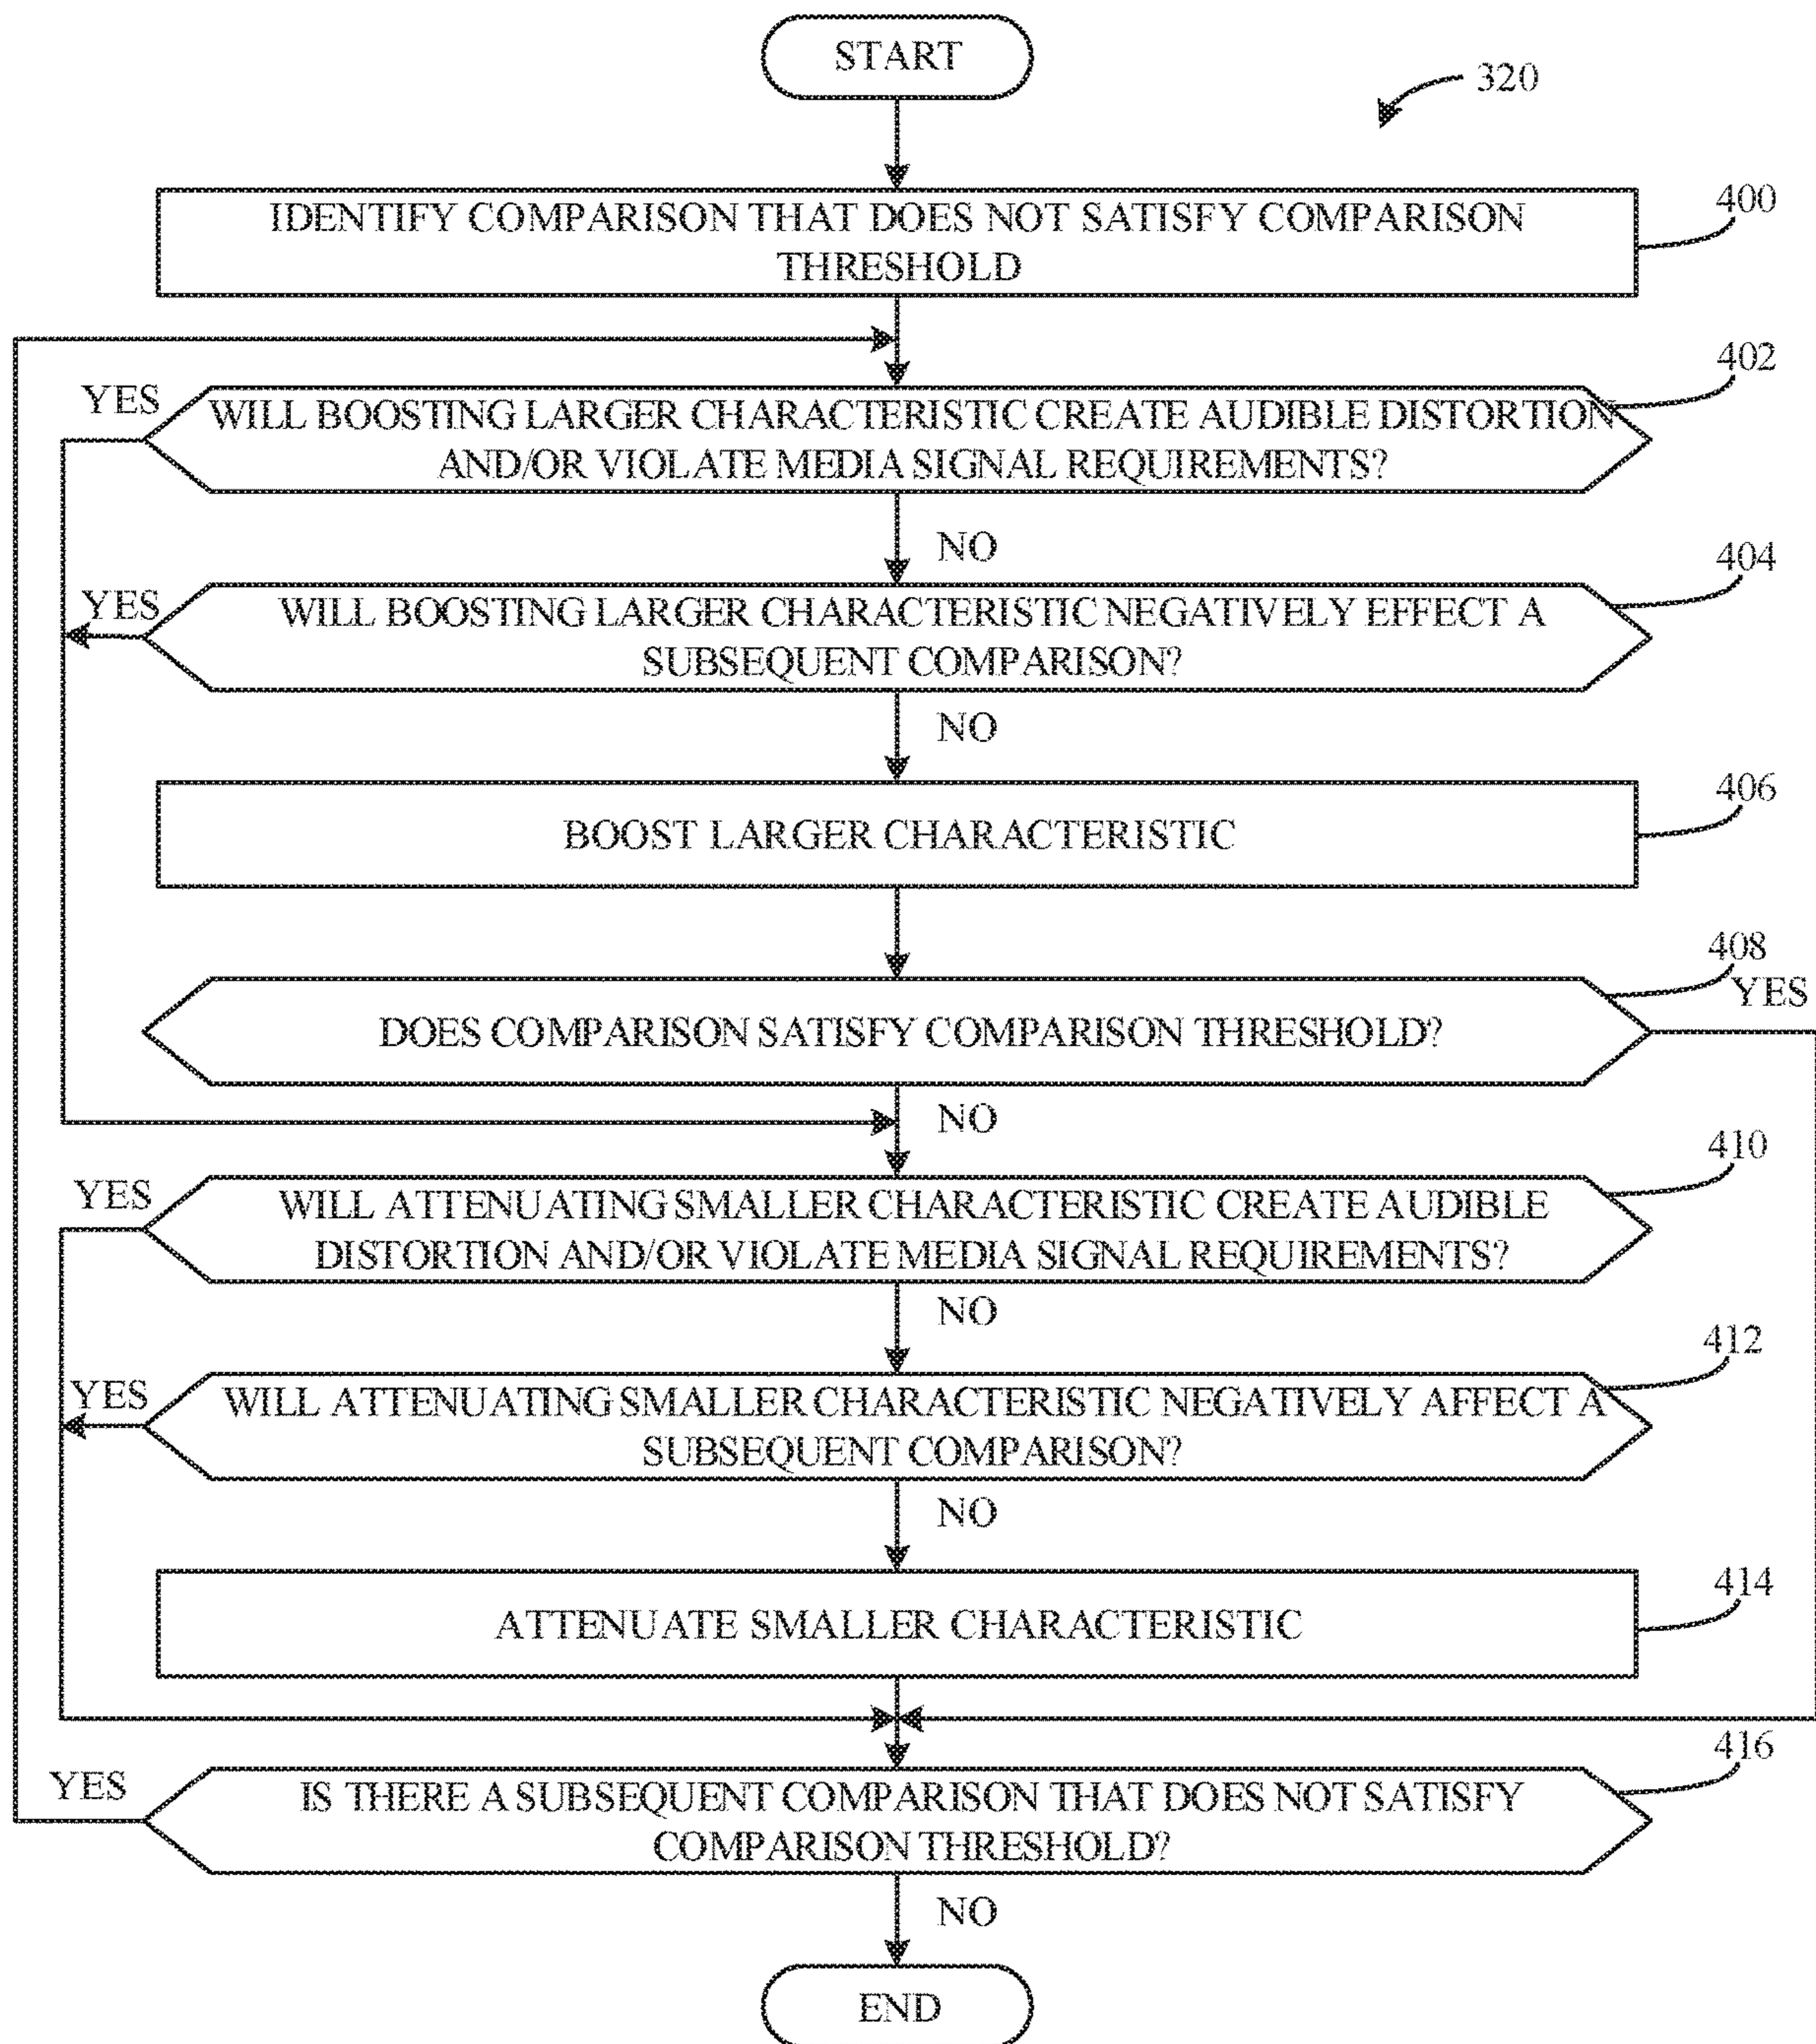 START
320
IDENTIFY COMPARISON THAT DOES NOT SATISFY COMPARISON
THRESHOLD
400
402
YES
WILL BOOSTING LARGER CHARACTERISTIC CREATE AUDIBLE DISTORTION
AND/OR VIOLATE MEDIA SIGNAL REQUIREMENTS?
NO
404
YES
WILL BOOSTING LARGER CHARACTERISTIC NEGATIVELY EFFECT A
SUBSEQUENT COMPARISON?
NO
406
BOOST LARGER CHARACTERISTIC
408
YES
DOES COMPARISON SATISFY COMPARISON THRESHOLD?
NO
410
YES
WILL ATTENUATING SMALLER CHARACTERISTIC CREATE AUDIBLE
DISTORTION AND/OR VIOLATE MEDIA SIGNAL REQUIREMENTS?
NO
412
YES
WILL ATTENUATING SMALLER CHARACTERISTIC NEGATIVELY AFFECT A
SUBSEQUENT COMPARISON?
NO
414
ATTENUATE SMALLER CHARACTERISTIC
416
YES
IS THERE A SUBSEQUENT COMPARISON THAT DOES NOT SATISFY
COMPARISON THRESHOLD?
NO
END